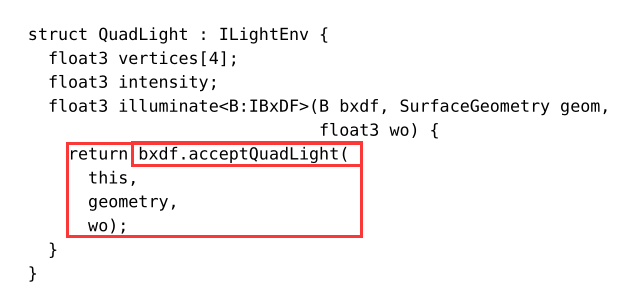 struct QuadLight : ILightEnv {
float3 vertices[4];
float3 intensity;
float3 illuminate<B:IBxDF>(B bxdf, SurfaceGeometry geom,
float3 wo) {
return bxdf.acceptQuadLight(
this,
geometry,
wo);
}
}